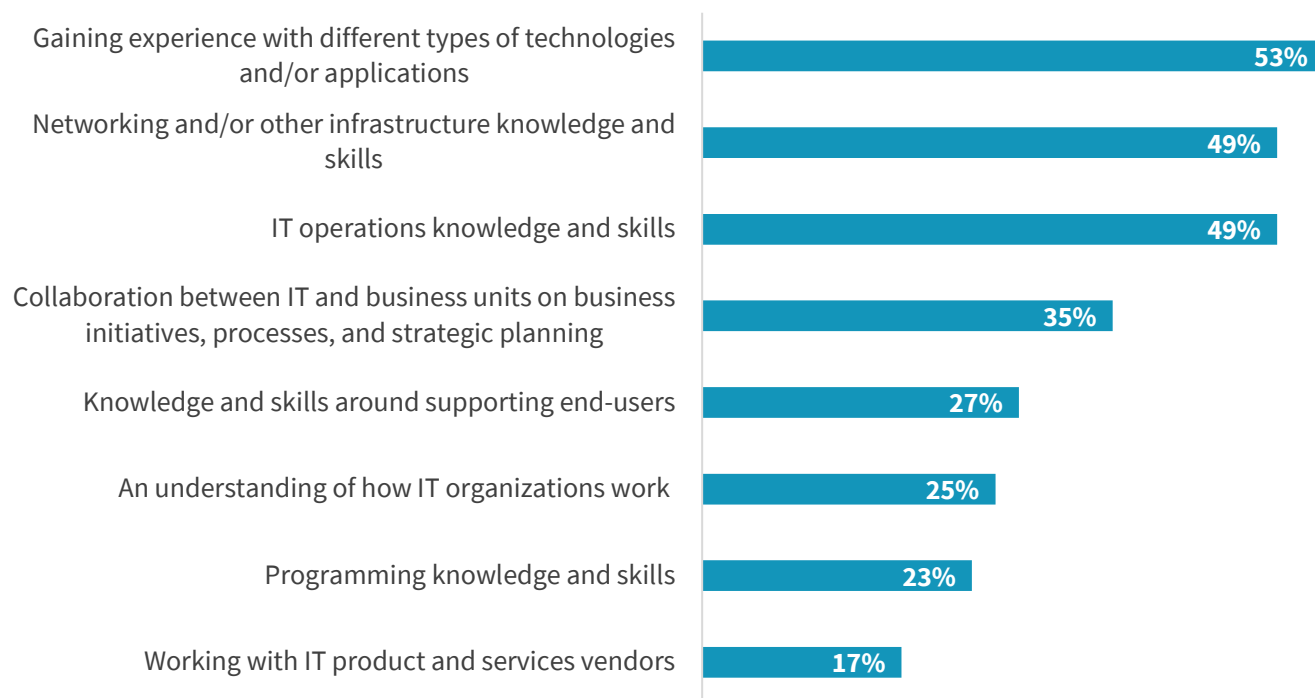 Gaining experience with different types of technologies
and/or applications
53%
Networking and/or other infrastructure knowledge and
skills
49%
IT operations knowledge and skills
49%
Collaboration between IT and business units on business
initiatives, processes, and strategic planning
35%
Knowledge and skills around supporting end-users
27%
An understanding of how IT organizations work
25%
Programming knowledge and skills
23%
Working with IT product and services vendors
17%